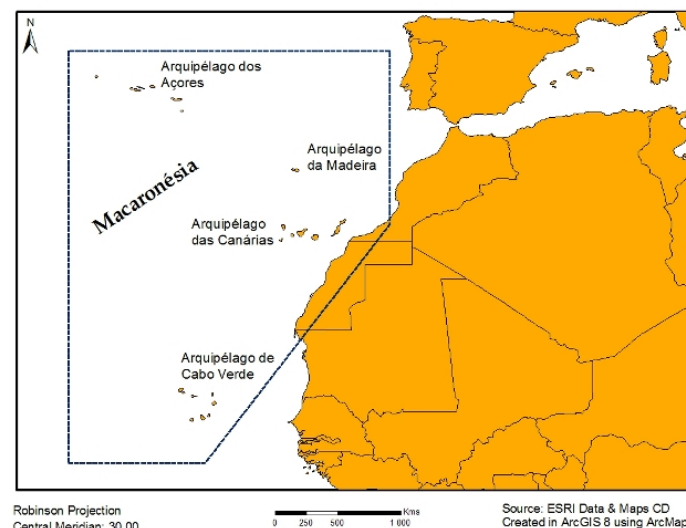 N
Arquipélago dos
Açores
Arquipélago
da Madeira
Macaronésia
Arquipélago
das Canárias
Arquipélago de
Cabo Verde
Robinson Projection
Central Meridian: 30,00
0 250 500 1 000 Kms
Source: ESRI Data & Maps CD
Created in ArcGIS 8 using ArcMap